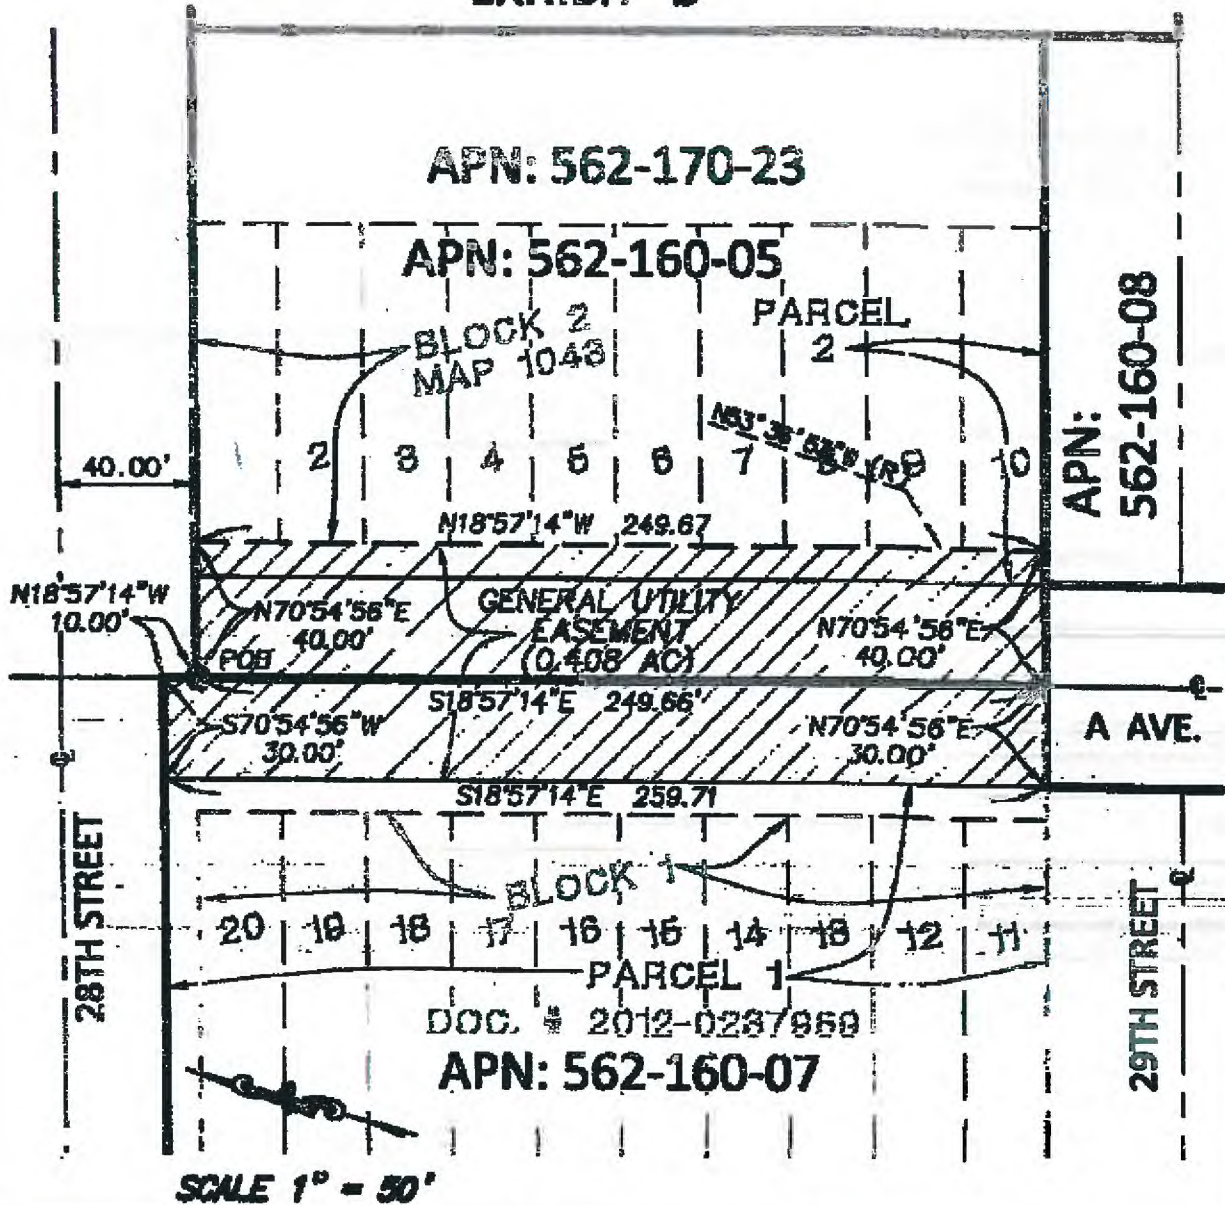 APN: 562-170-23
APN: 562-160-05
APN:
562-160-08
BLOCK 2
MAP 1043
PARCEL
2
40.00'
1 2 3 4 5 6 7 8 9 10
(R)
N18°57'14"W 249.67
N18°57'14"W
10.00'
N70°54'56"E
40.00'
GENERAL UTILITY
EASEMENT
(0.408 AC)
N70°54'56"E
40.00'
POB
S18°57'14"E 249.66'
S70°54'56"W
30.00'
N70°54'56"E
30.00'
A AVE.
S18°57'14"E 259.71
28TH STREET
BLOCK 1
20 19 18 17 16 15 14 13 12 11
PARCEL 1
DOC. # 2012-0237969
APN: 562-160-07
29TH STREET
SCALE 1" = 50'